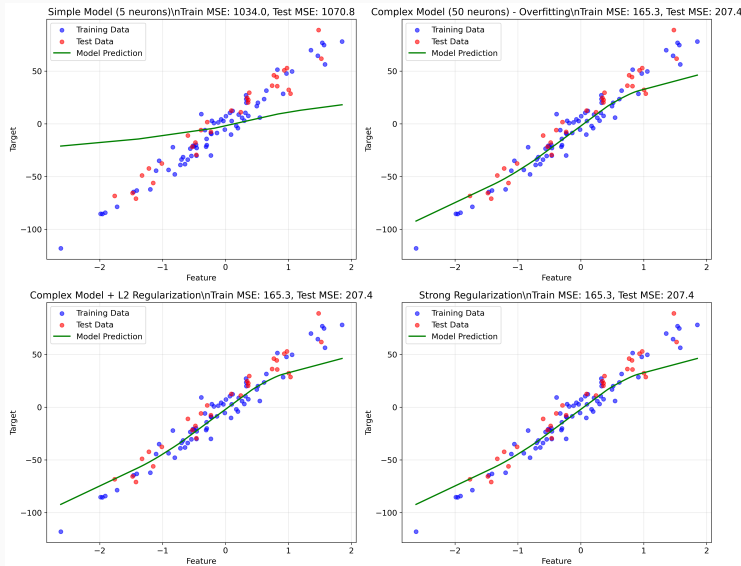 Simple Model (5 neurons)\nTrain MSE: 1034.0, Test MSE: 1070.8
Training Data
Test Data
Model Prediction
50
0
−50
−100
Target
−2
−1
0
1
2
Feature
Complex Model (50 neurons) - Overfitting\nTrain MSE: 165.3, Test MSE: 207.4
Training Data
Test Data
Model Prediction
50
0
−50
−100
Target
−2
−1
0
1
2
Feature
Complex Model + L2 Regularization\nTrain MSE: 165.3, Test MSE: 207.4
Training Data
Test Data
Model Prediction
50
0
−50
−100
Target
−2
−1
0
1
2
Feature
Strong Regularization\nTrain MSE: 165.3, Test MSE: 207.4
Training Data
Test Data
Model Prediction
50
0
−50
−100
Target
−2
−1
0
1
2
Feature